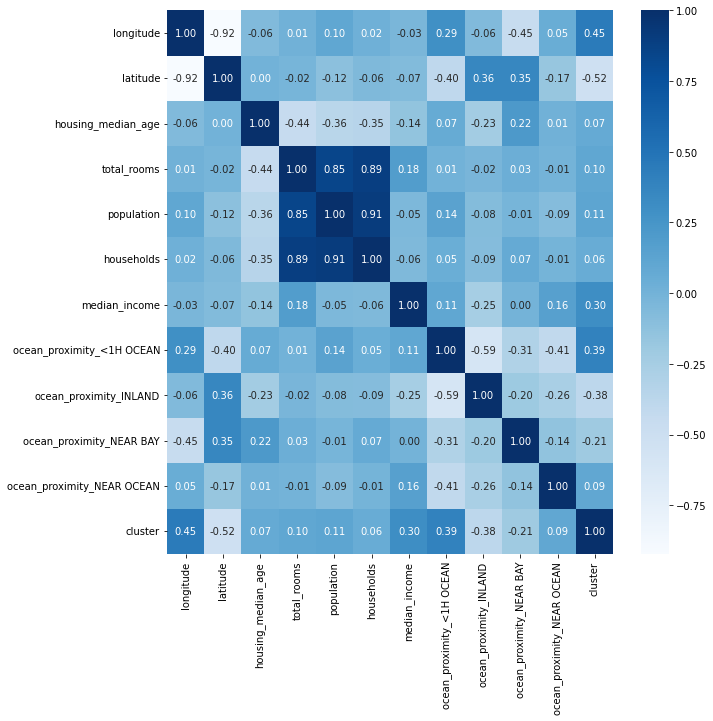 longitude 1.00 -0.92 -0.06 0.01 0.10 0.02 -0.03 0.29 -0.06 -0.45 0.05 0.45
latitude -0.92 1.00 0.00 -0.02 -0.12 -0.06 -0.07 -0.40 0.36 0.35 -0.17 -0.52
housing_median_age -0.06 0.00 1.00 -0.44 -0.36 -0.35 -0.14 0.07 -0.23 0.22 0.01 0.07
total_rooms 0.01 -0.02 -0.44 1.00 0.85 0.89 0.18 0.01 -0.02 0.03 -0.01 0.10
population 0.10 -0.12 -0.36 0.85 1.00 0.91 -0.05 0.14 -0.08 -0.01 -0.09 0.11
households 0.02 -0.06 -0.35 0.89 0.91 1.00 -0.06 0.05 -0.09 0.07 -0.01 0.06
median_income -0.03 -0.07 -0.14 0.18 -0.05 -0.06 1.00 0.11 -0.25 0.00 0.16 0.30
ocean_proximity_<1H OCEAN 0.29 -0.40 0.07 0.01 0.14 0.05 0.11 1.00 -0.59 -0.31 -0.41 0.39
ocean_proximity_INLAND -0.06 0.36 -0.23 -0.02 -0.08 -0.09 -0.25 -0.59 1.00 -0.20 -0.26 -0.38
ocean_proximity_NEAR BAY -0.45 0.35 0.22 0.03 -0.01 0.07 0.00 -0.31 -0.20 1.00 -0.14 -0.21
ocean_proximity_NEAR OCEAN 0.05 -0.17 0.01 -0.01 -0.09 -0.01 0.16 -0.41 -0.26 -0.14 1.00 0.09
cluster 0.45 -0.52 0.07 0.10 0.11 0.06 0.30 0.39 -0.38 -0.21 0.09 1.00
longitude
latitude
housing_median_age
total_rooms
population
households
median_income
ocean_proximity_<1H OCEAN
ocean_proximity_INLAND
ocean_proximity_NEAR BAY
ocean_proximity_NEAR OCEAN
cluster
1.00
0.75
0.50
0.25
0.00
−0.25
−0.50
−0.75